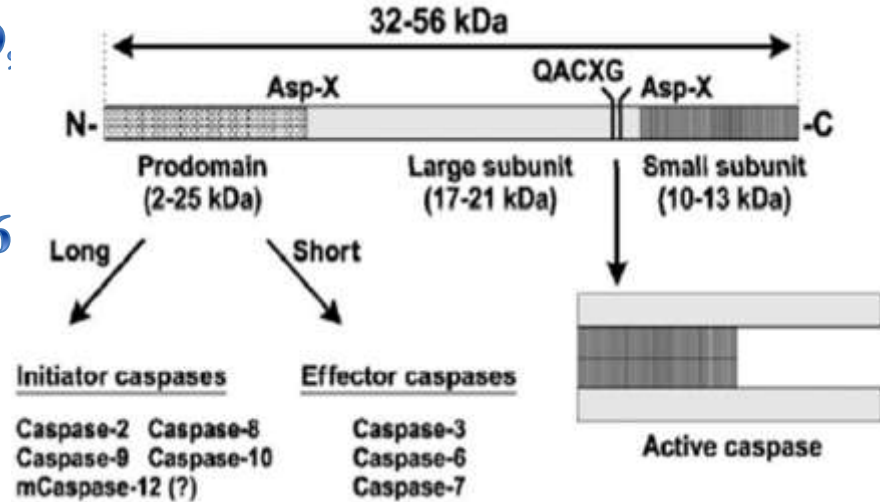 32-56 kDa
QACXG
Asp-X
Asp-X
N-
-C
Prodomain
(2-25 kDa)
Large subunit
(17-21 kDa)
Small subunit
(10-13 kDa)
Long
Short
Initiator caspases
Effector caspases
Caspase-2 Caspase-8
Caspase-3
Caspase-9 Caspase-10
Caspase-6
mCaspase-12 (?)
Caspase-7
Active caspase
6